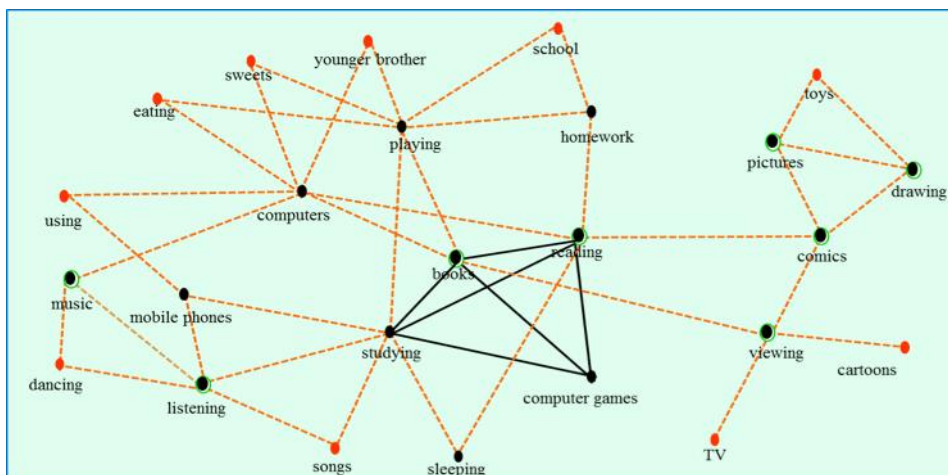 school
younger brother
sweets
toys
eating
playing
homework
pictures
drawing
using
computers
reading
comics
books
music
mobile phones
studying
viewing
cartoons
dancing
listening
computer games
songs
sleeping
TV